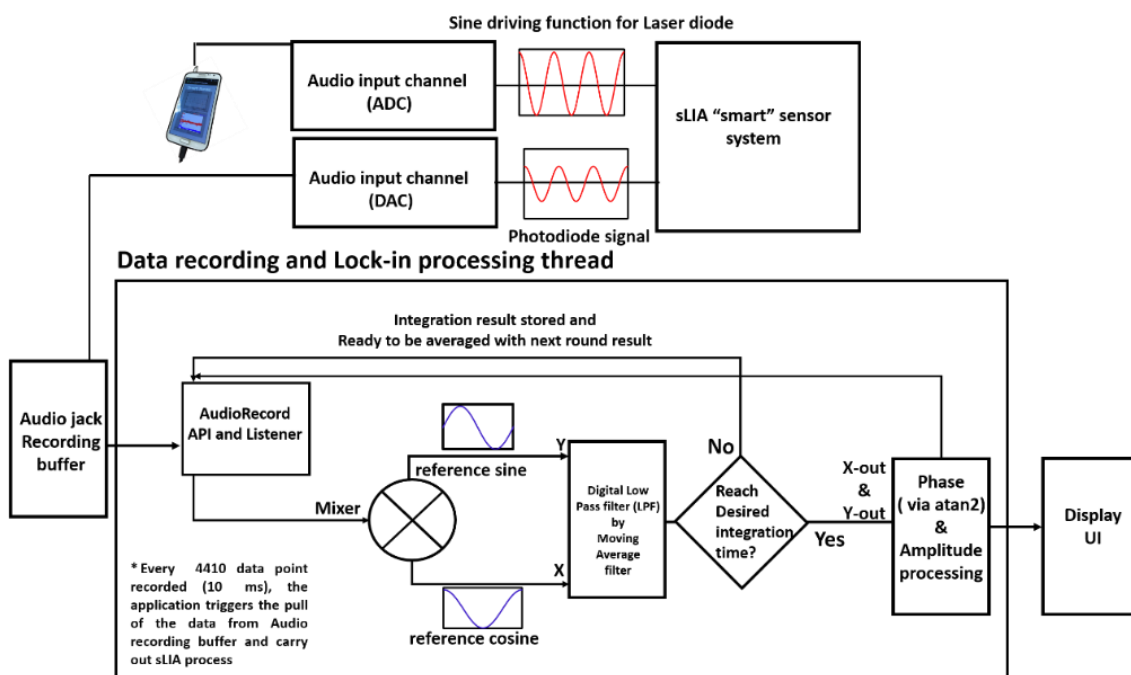 Sine driving function for Laser diode
Audio input channel
(ADC)
sLIA “smart” sensor
system
Audio input channel
(DAC)
Photodiode signal
Data recording and Lock-in processing thread
Integration result stored and
Ready to be averaged with next round result
Audio jack
Recording
buffer
AudioRecord
API and Listener
Mixer
Y
reference sine
X
reference cosine
Digital Low
Pass filter (LPF)
by
Moving
Average
filter
No
Reach
Desired
integration
time?
Yes
X-out
&
Y-out
Phase
( via atan2)
&
Amplitude
processing
Display
UI
* Every 4410 data point
recorded (10 ms), the
application triggers the pull
of the data from Audio
recording buffer and carry
out sLIA process